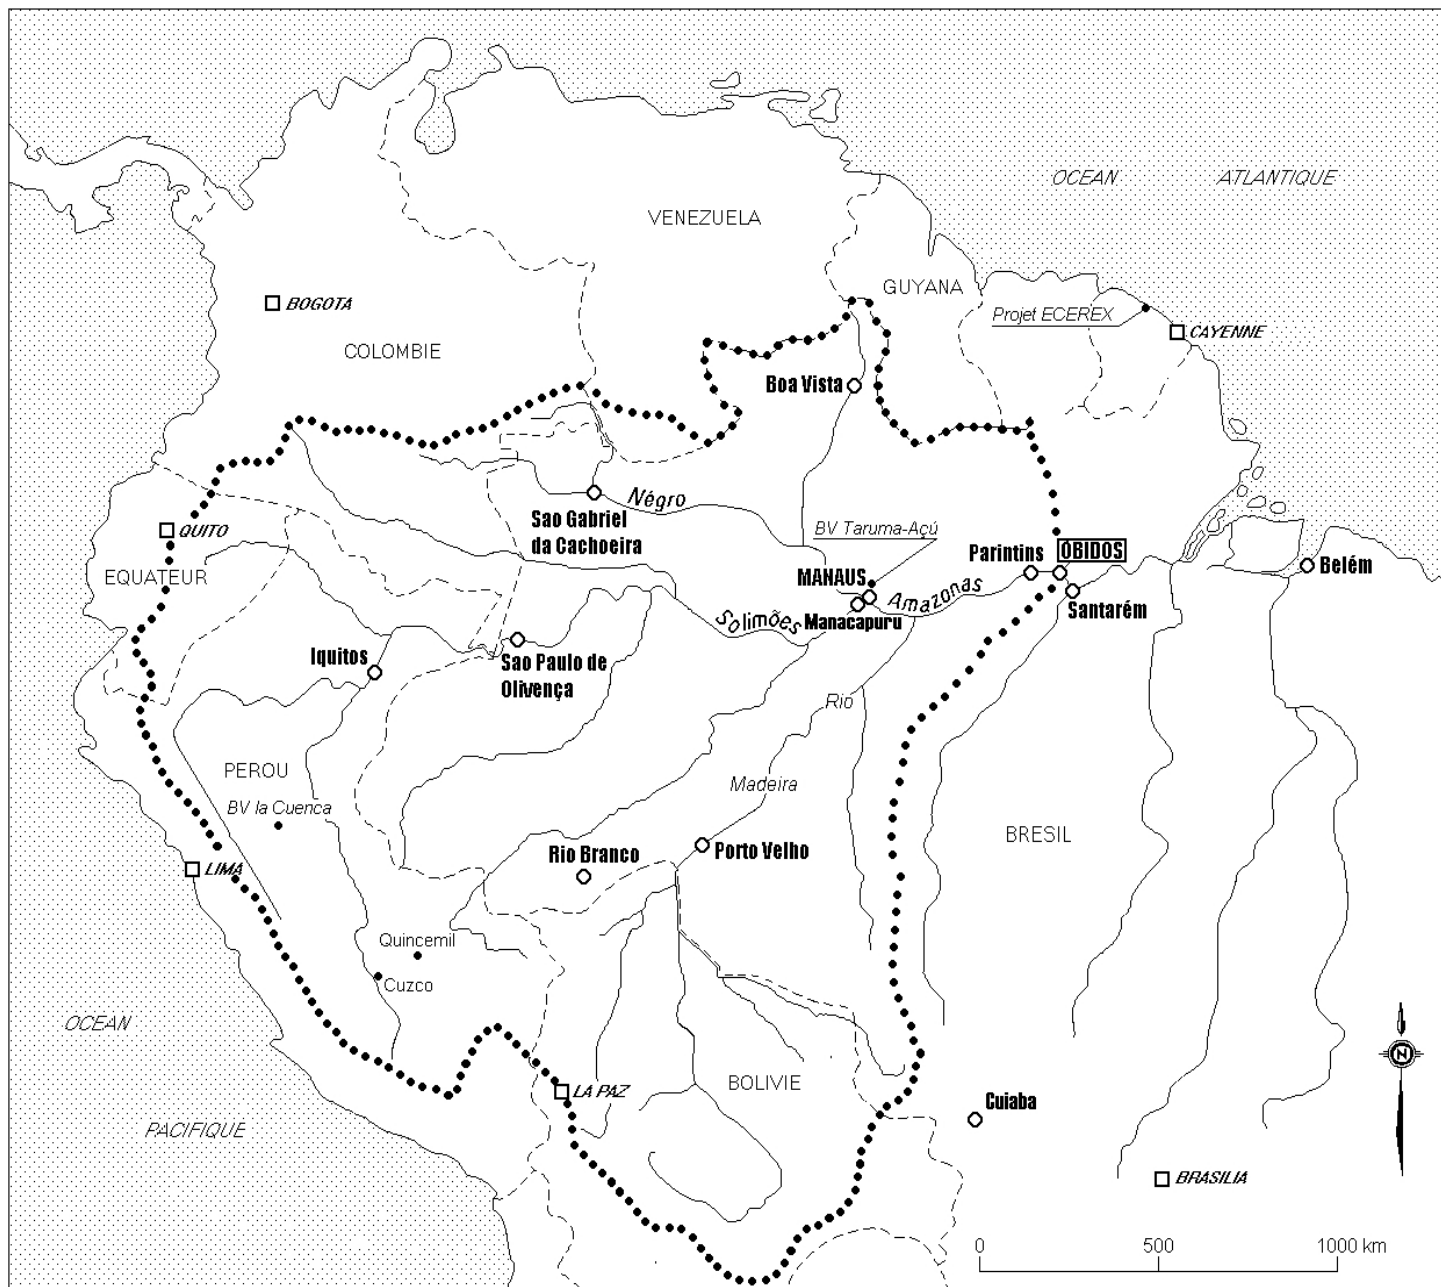 OCEAN ATLANTIQUE
VENEZUELA
GUYANA
BOGOTA
Projet ECEREX
CAYENNE
COLOMBIE
Boa Vista
Négro
Sao Gabriel
da Cachoeira
QUITO
BV Taruma-Açú
Parintins
OBIDOS
Belém
EQUATEUR
MANAUS
Amazonas
Santarém
Solimões
Manacapuru
Iquitos
Sao Paulo de
Olivença
Rio
PEROU
Madeira
BV la Cuenca
BRESIL
Rio Branco
Porto Velho
LIMA
Quincemil
Cuzco
OCEAN
N
BOLIVIE
LA PAZ
Cuiaba
PACIFIQUE
BRASILIA
0 500 1000 km